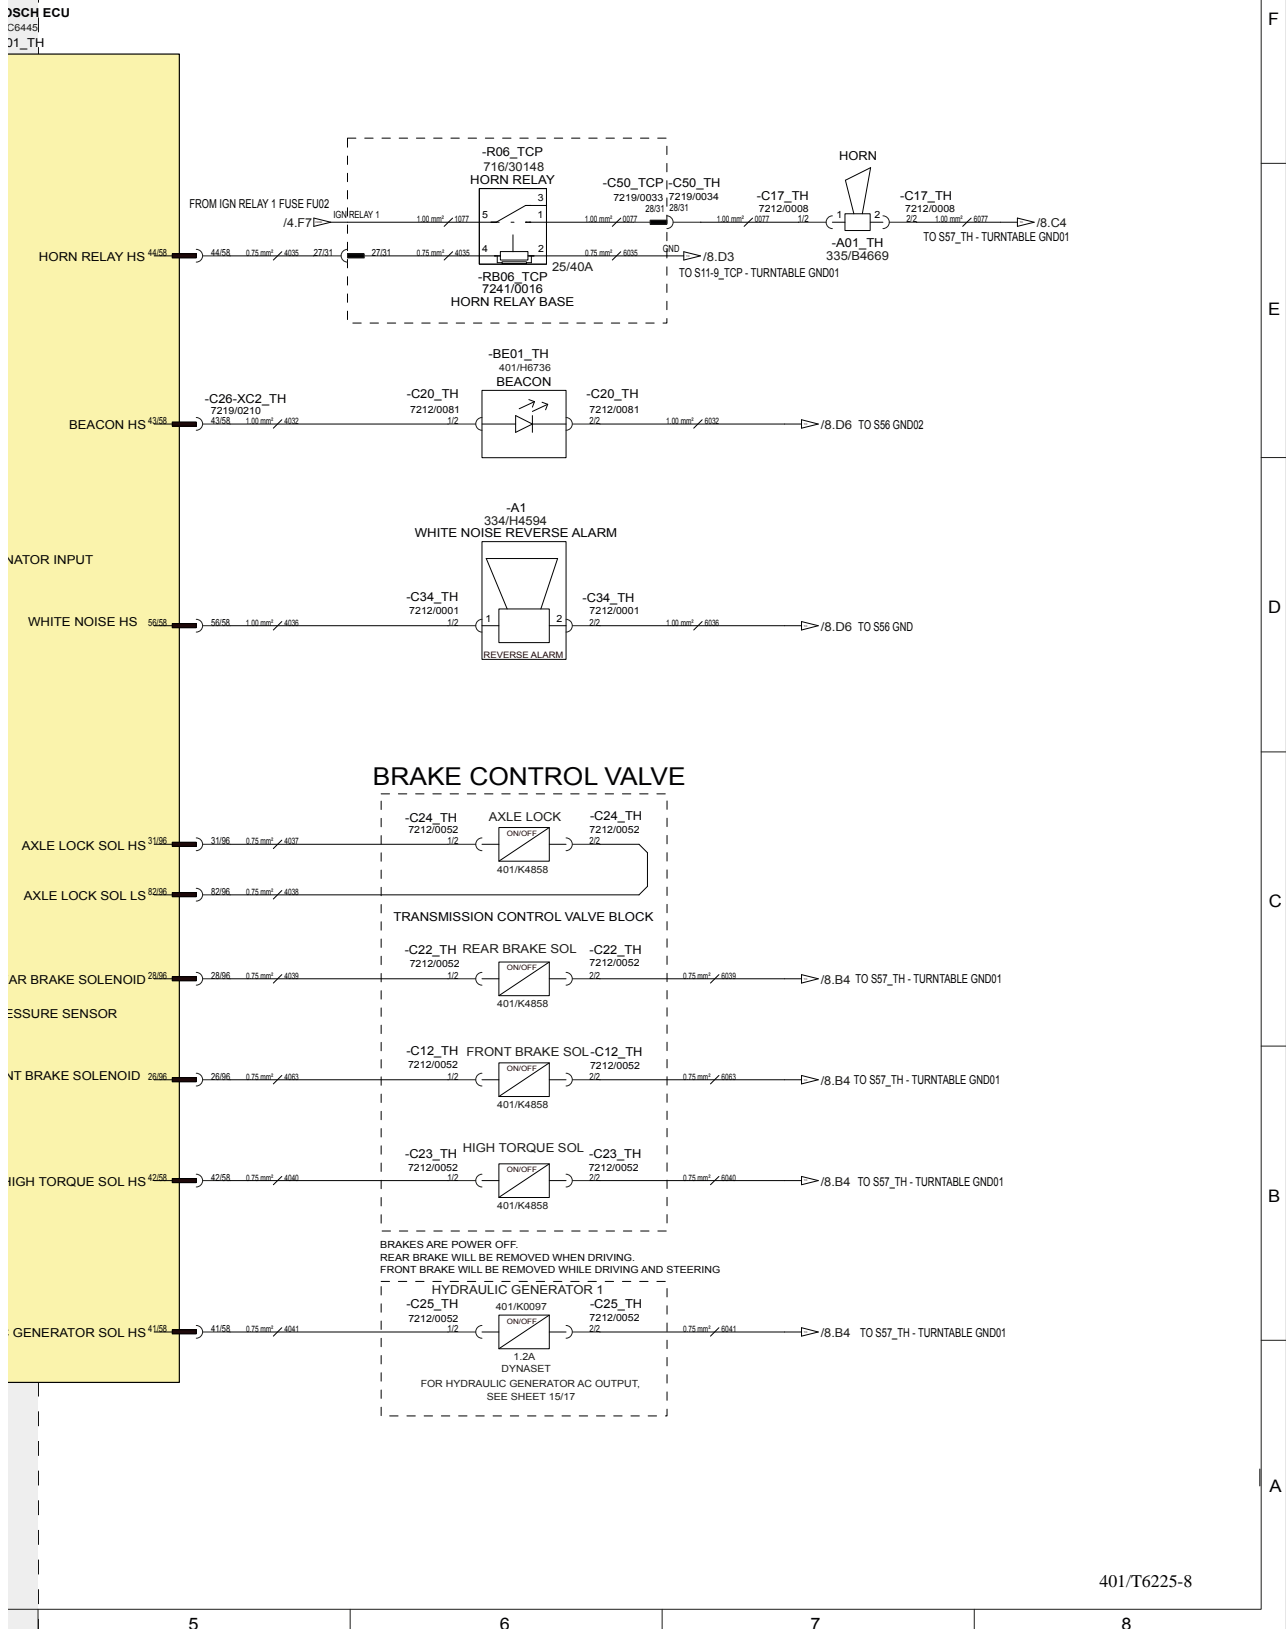 OSCH ECU
C6445
01_TH
F
-R06_TCP
716/30148
HORN RELAY
HORN
FROM IGN RELAY 1 FUSE FU02
/4.F7
IGN RELAY 1
1.00 mm² 1077
5 3 1
1.00 mm² 0077
-C50_TCP -C50_TH
7219/0033 7219/0034
28/31 28/31
1.00 mm² 0077
-C17_TH
7212/0008
1/2
1 2
-C17_TH
7212/0008
2/2 1.00 mm² 6077
/8.C4
TO S57_TH - TURNTABLE GND01
-A01_TH
335/B4669
HORN RELAY HS 44/58 44/58 0.75 mm² 4035 27/31 27/31 0.75 mm² 4035 4 2 0.75 mm² 6035 GND /8.D3
TO S11-9_TCP - TURNTABLE GND01
25/40A
-RB06_TCP
7241/0016
HORN RELAY BASE
E
-BE01_TH
401/H6736
BEACON
-C26-XC2_TH
7219/0210
-C20_TH
7212/0081
-C20_TH
7212/0081
BEACON HS 43/58 43/58 1.00 mm² 4032 1/2 2/2 1.00 mm² 6032 /8.D6 TO S56 GND02
-A1
334/H4594
WHITE NOISE REVERSE ALARM
NATOR INPUT
-C34_TH
7212/0001
-C34_TH
7212/0001
D
WHITE NOISE HS 56/58 56/58 1.00 mm² 4036 1/2 1 2 2/2 1.00 mm² 6036 /8.D6 TO S56 GND
REVERSE ALARM
BRAKE CONTROL VALVE
-C24_TH AXLE LOCK -C24_TH
7212/0052 ON/OFF 7212/0052
AXLE LOCK SOL HS 31/96 31/96 0.75 mm² 4037 1/2 2/2
401/K4858
AXLE LOCK SOL LS 82/96 82/96 0.75 mm² 4038
C
TRANSMISSION CONTROL VALVE BLOCK
-C22_TH REAR BRAKE SOL -C22_TH
7212/0052 ON/OFF 7212/0052
AR BRAKE SOLENOID 28/96 28/96 0.75 mm² 4039 1/2 2/2 0.75 mm² 6039 /8.B4 TO S57_TH - TURNTABLE GND01
401/K4858
ESSURE SENSOR
-C12_TH FRONT BRAKE SOL -C12_TH
7212/0052 ON/OFF 7212/0052
NT BRAKE SOLENOID 26/96 26/96 0.75 mm² 4063 1/2 2/2 0.75 mm² 6063 /8.B4 TO S57_TH - TURNTABLE GND01
401/K4858
-C23_TH HIGH TORQUE SOL -C23_TH
7212/0052 ON/OFF 7212/0052
HIGH TORQUE SOL HS 42/58 42/58 0.75 mm² 4040 1/2 2/2 0.75 mm² 6040 /8.B4 TO S57_TH - TURNTABLE GND01
401/K4858
B
BRAKES ARE POWER OFF.
REAR BRAKE WILL BE REMOVED WHEN DRIVING.
FRONT BRAKE WILL BE REMOVED WHILE DRIVING AND STEERING
HYDRAULIC GENERATOR 1
-C25_TH 401/K0097 -C25_TH
7212/0052 ON/OFF 7212/0052
GENERATOR SOL HS 41/58 41/58 0.75 mm² 4041 1/2 2/2 0.75 mm² 6041 /8.B4 TO S57_TH - TURNTABLE GND01
1.2A
DYNASET
FOR HYDRAULIC GENERATOR AC OUTPUT,
SEE SHEET 15/17
A
401/T6225-8
5 6 7 8